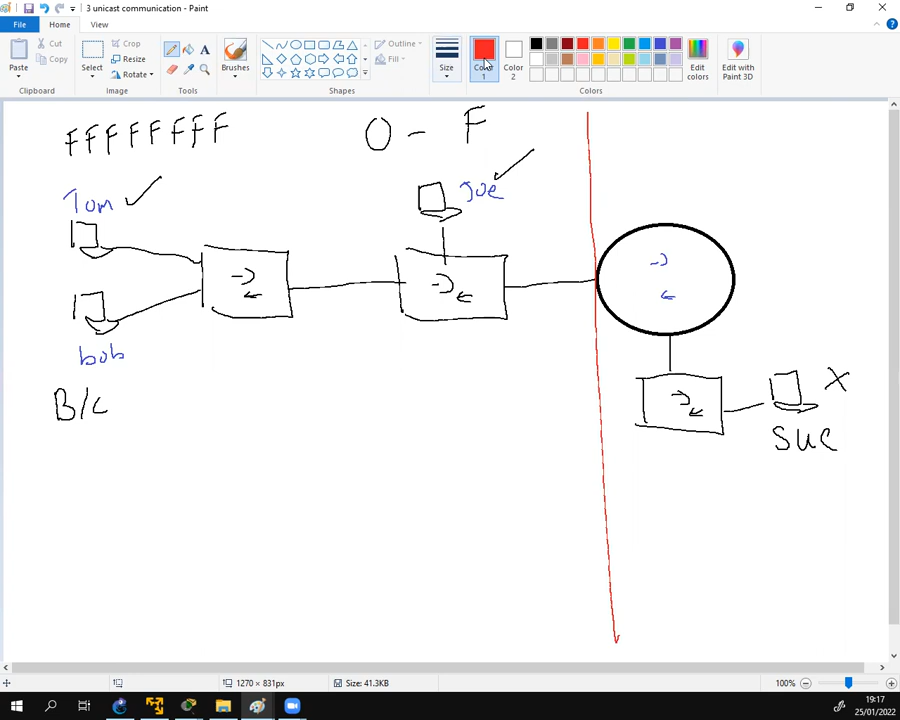 3 unicast communication - Paint
File Home View
Paste Cut Copy Clipboard
Select Crop Resize Rotate Image
Tools
Brushes
Shapes Outline Fill
Size
Color 1
Color 2
Colors
Edit colors
Edit with Paint 3D
FFFFFFFF O - F
Tom Joe
bob
B/C
sue
1270 × 831px
Size: 41.3KB
100%
19:17
25/01/2022